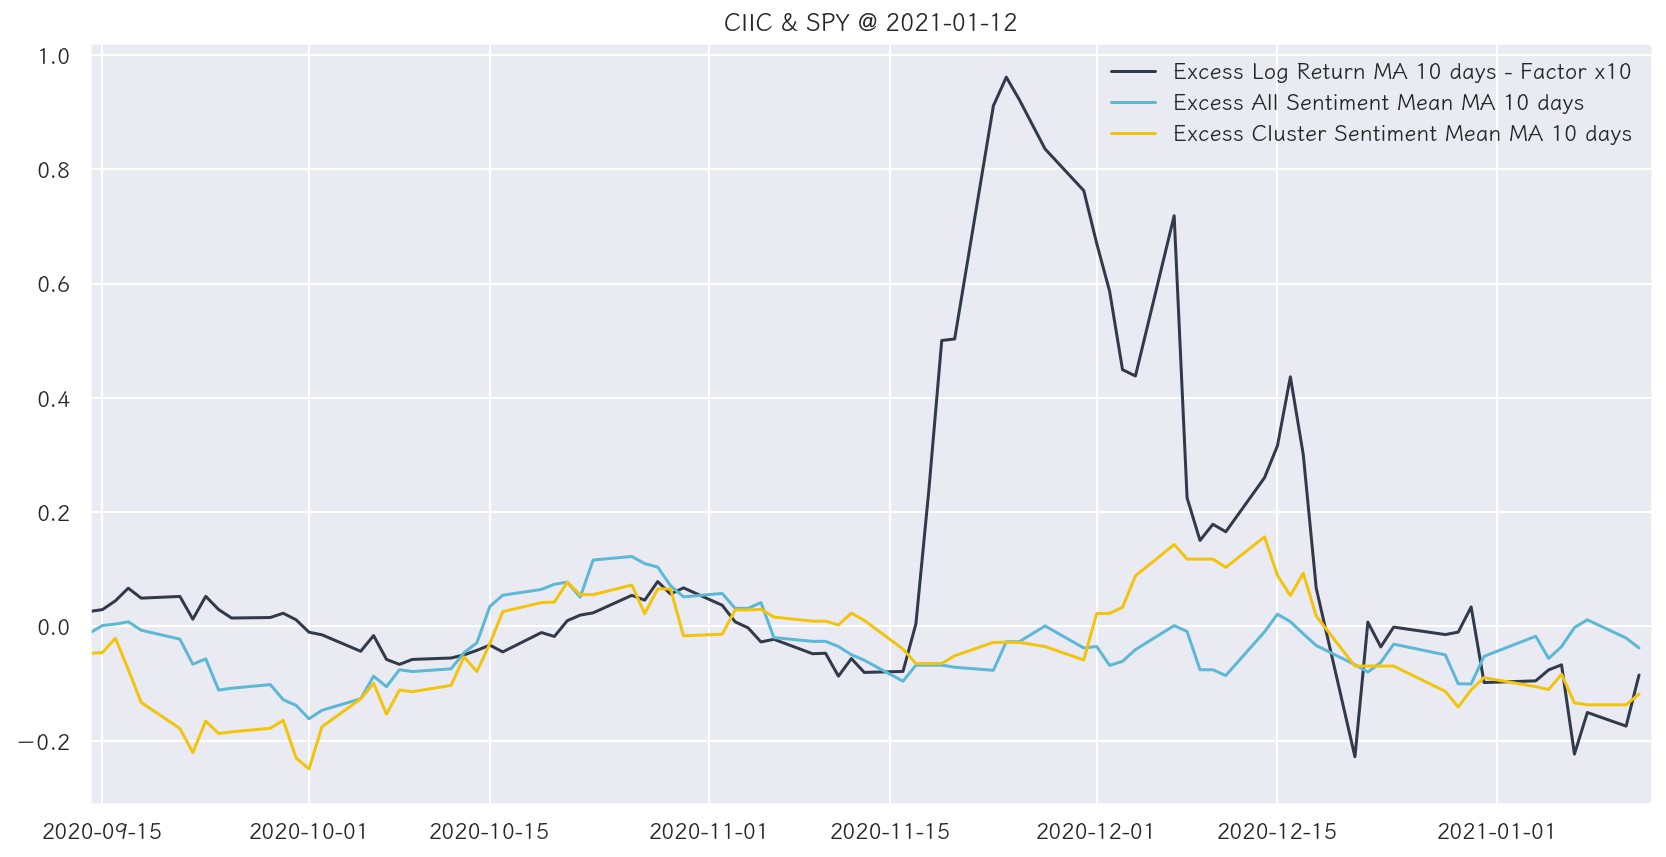 CIIC & SPY @ 2021-01-12
Excess Log Return MA 10 days - Factor x10
Excess All Sentiment Mean MA 10 days
Excess Cluster Sentiment Mean MA 10 days
1.0
0.8
0.6
0.4
0.2
0.0
−0.2
2020-09-15 2020-10-01 2020-10-15 2020-11-01 2020-11-15 2020-12-01 2020-12-15 2021-01-01